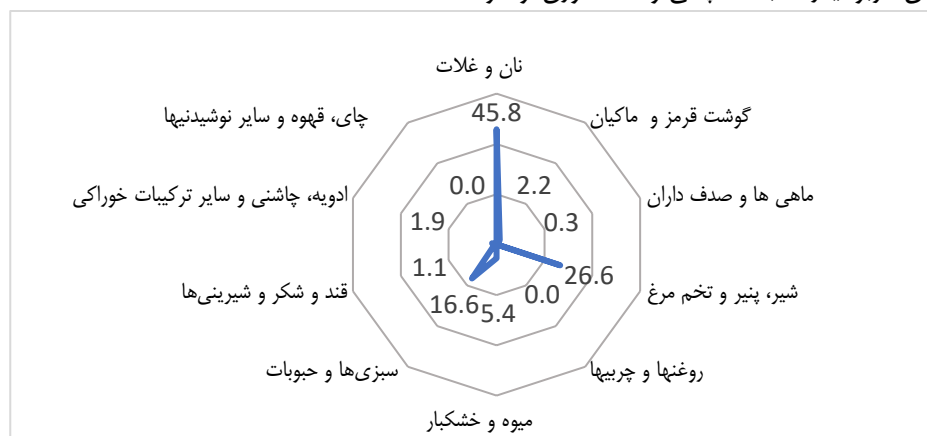 نان و غلات
گوشت قرمز و ماکیان
ماهی ها و صدف داران
شیر، پنیر و تخم مرغ
روغنها و چربیها
میوه و خشکبار
سبزی‌ها و حبوبات
قند و شکر و شیرینی‌ها
ادویه، چاشنی و سایر ترکیبات خوراکی
چای، قهوه و سایر نوشیدنیها
45.8
2.2
0.3
26.6
0.0
5.4
16.6
1.1
1.9
0.0